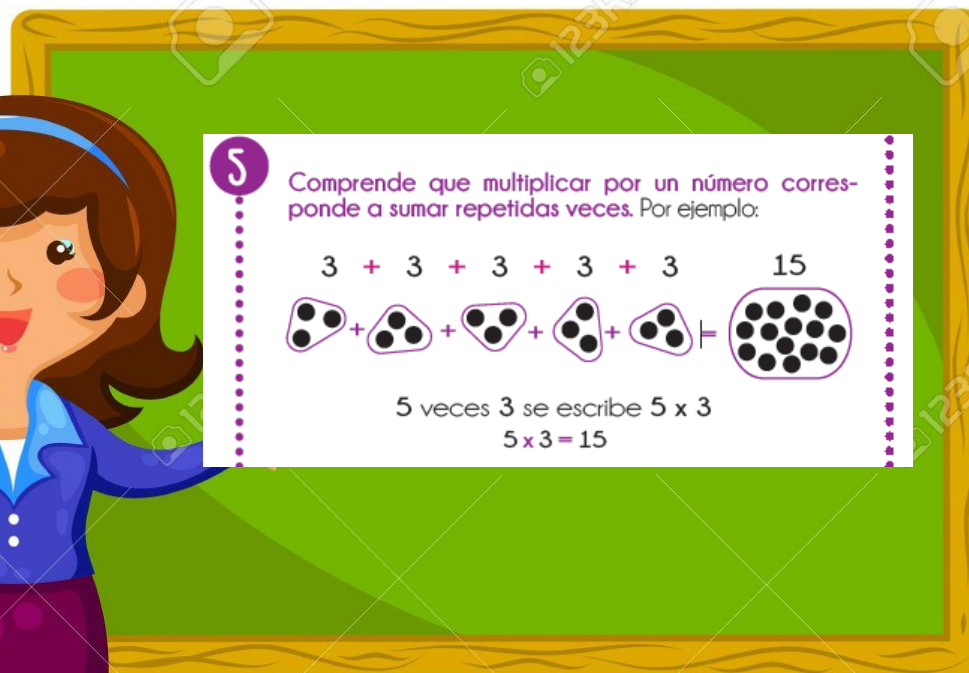 5
Comprende que multiplicar por un número corres-
ponde a sumar repetidas veces. Por ejemplo:
3 + 3 + 3 + 3 + 3 15
+ + + + =
5 veces 3 se escribe 5 x 3
5 x 3 = 15